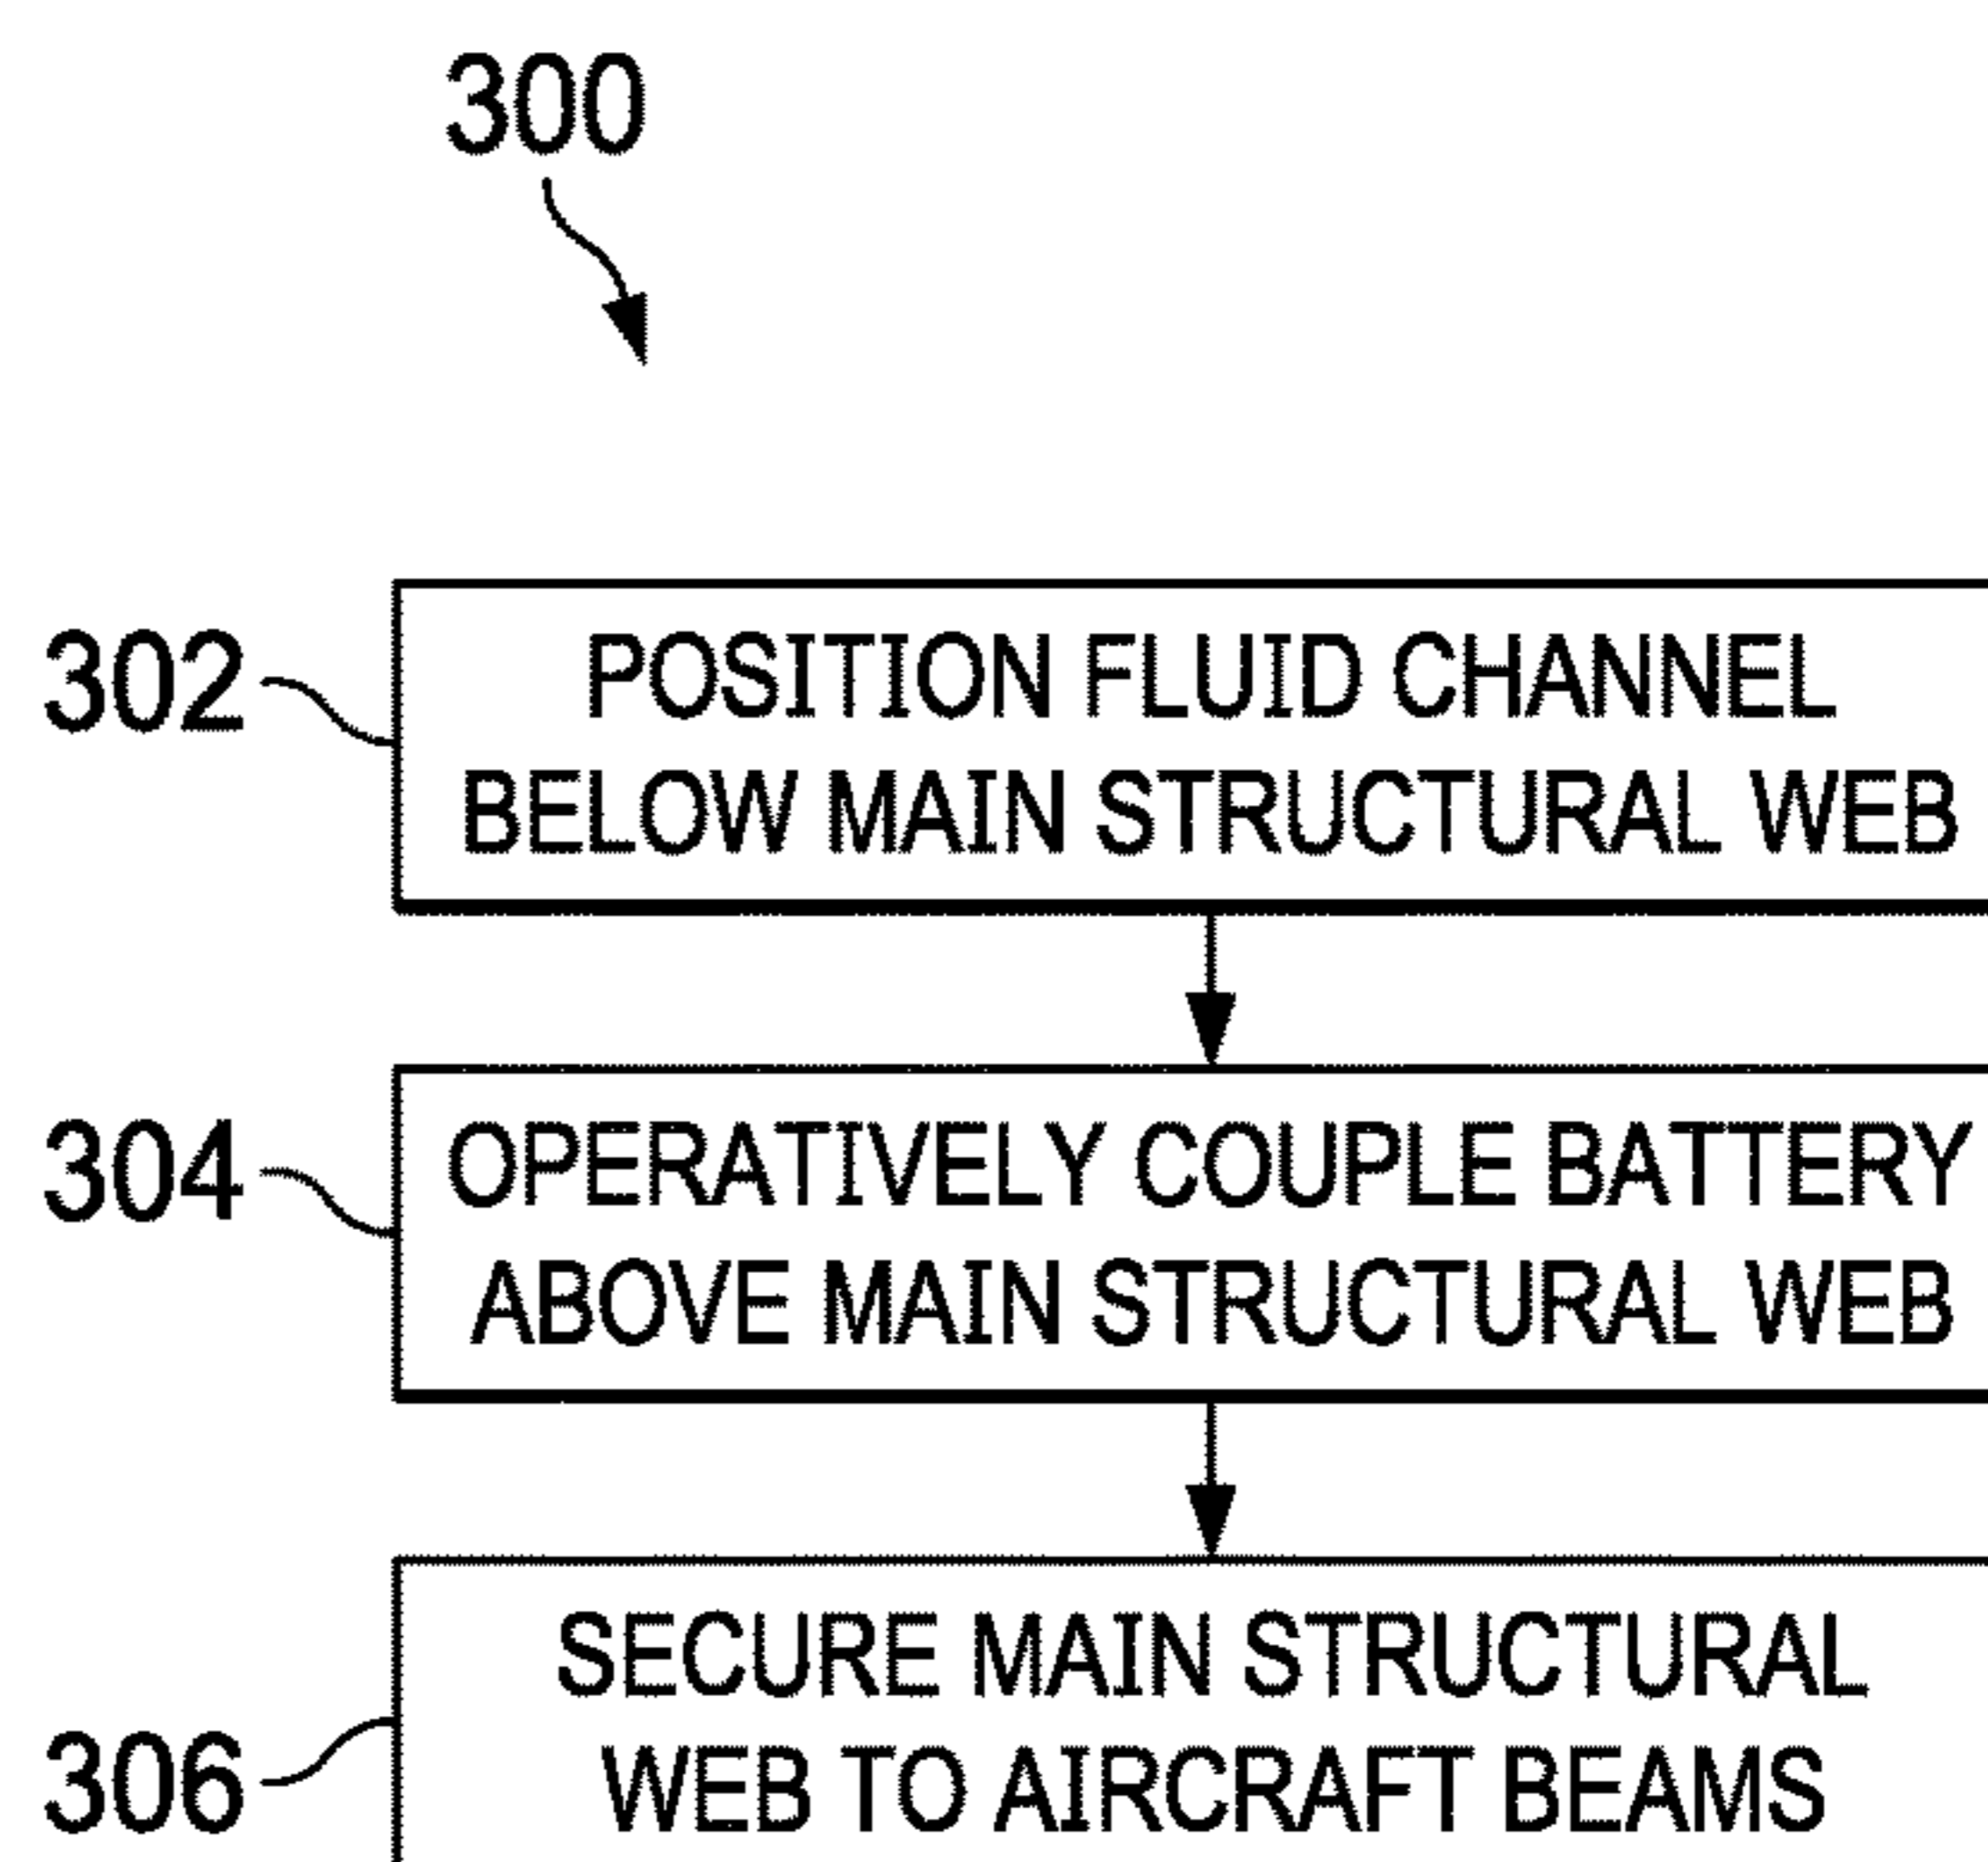 300
302
POSITION FLUID CHANNEL
BELOW MAIN STRUCTURAL WEB
304
OPERATIVELY COUPLE BATTERY
ABOVE MAIN STRUCTURAL WEB
306
SECURE MAIN STRUCTURAL
WEB TO AIRCRAFT BEAMS